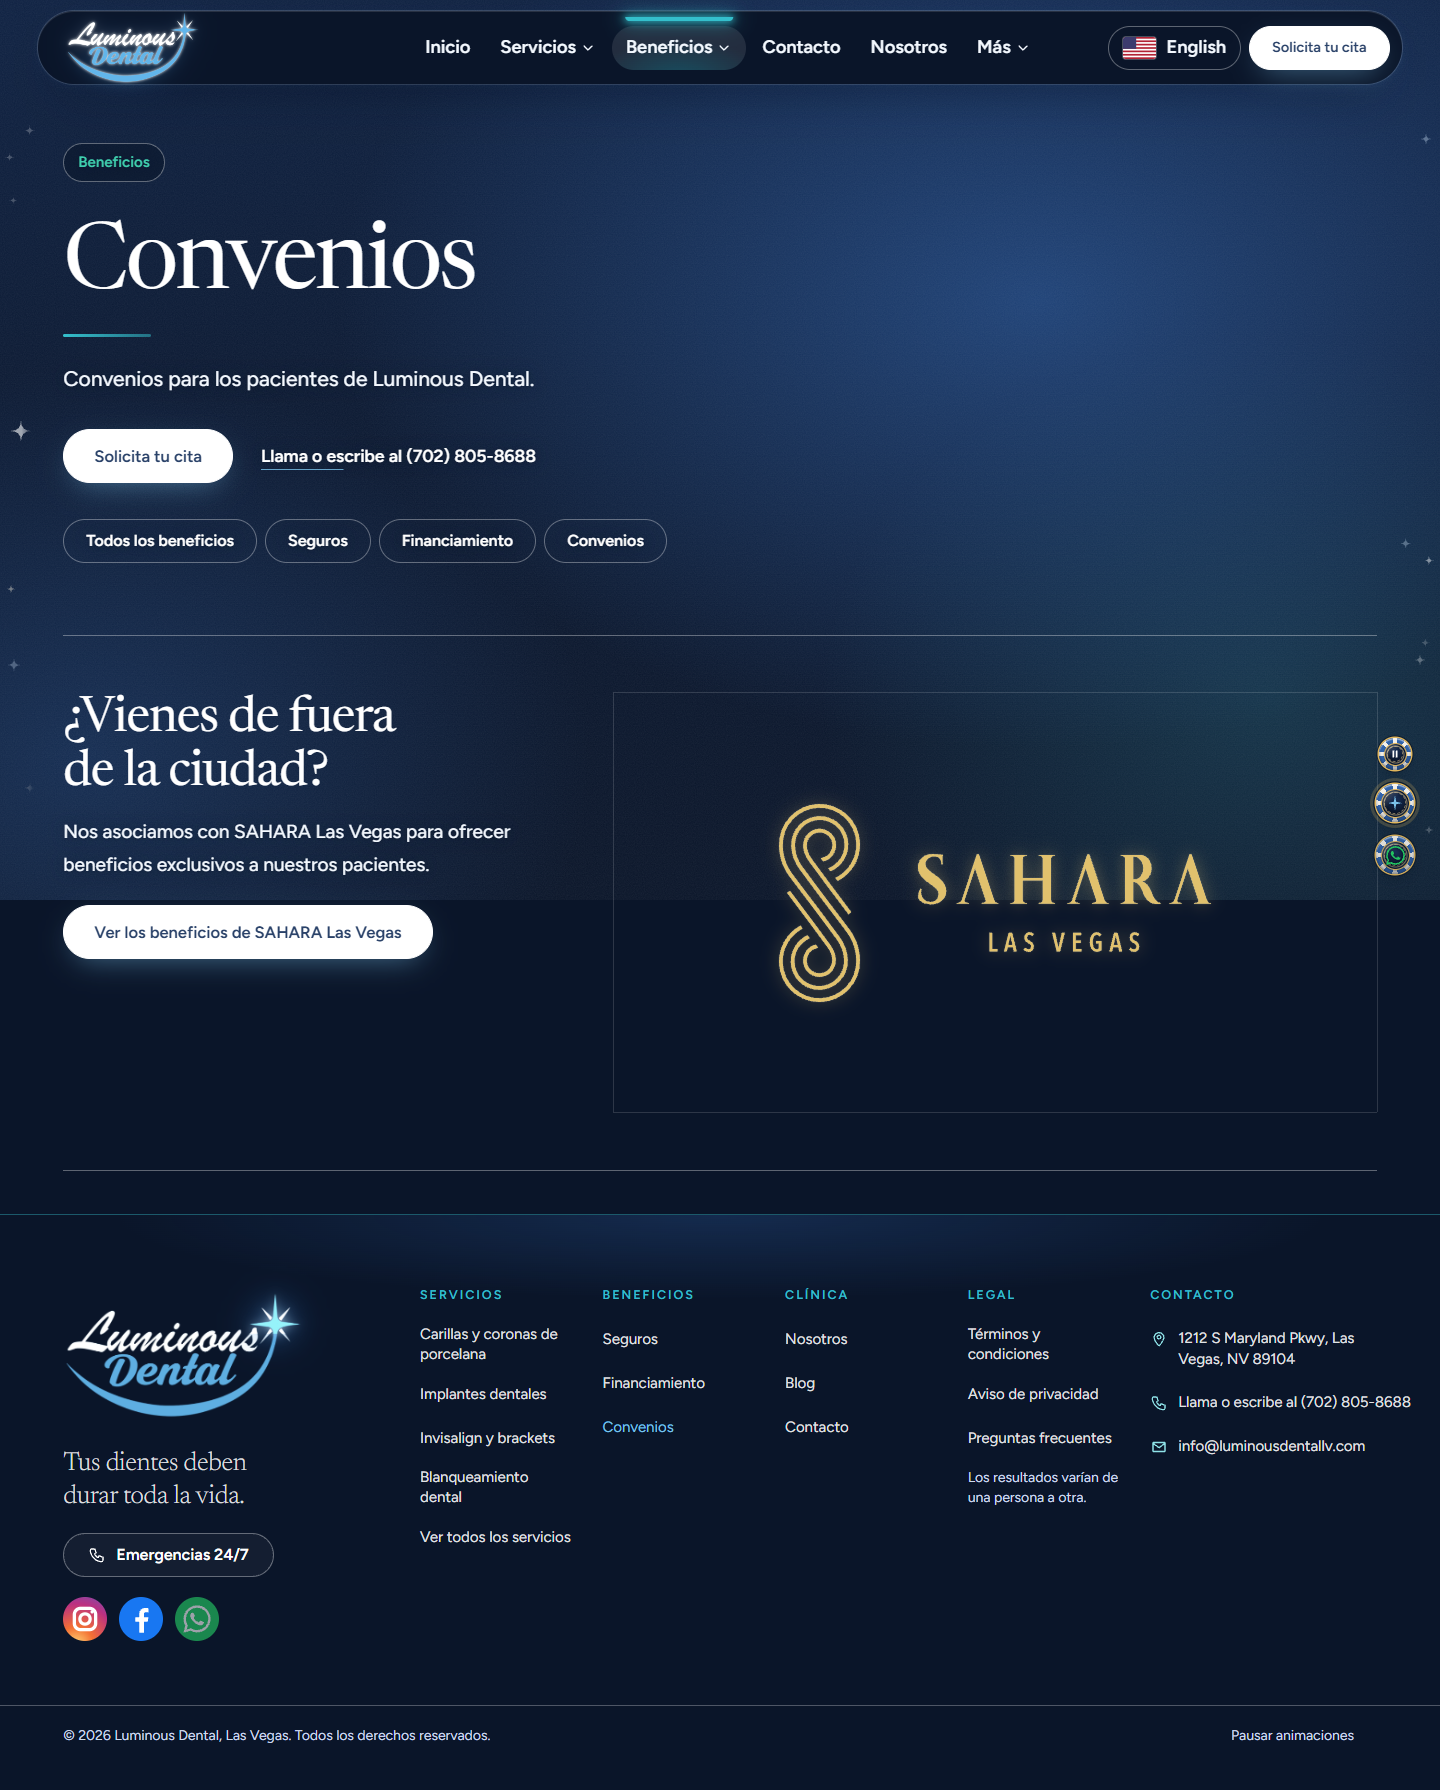 Luminous
Dental
Inicio
Servicios
Beneficios
Contacto
Nosotros
Más
English
Solicita tu cita
Beneficios
Convenios
Convenios para los pacientes de Luminous Dental.
Solicita tu cita
Llama o escribe al (702) 805-8688
Todos los beneficios
Seguros
Financiamiento
Convenios
¿Vienes de fuera
de la ciudad?
Nos asociamos con SAHARA Las Vegas para ofrecer
beneficios exclusivos a nuestros pacientes.
Ver los beneficios de SAHARA Las Vegas
SAHARA
LAS VEGAS
Luminous
Dental
Tus dientes deben
durar toda la vida.
Emergencias 24/7
SERVICIOS
Carillas y coronas de
porcelana
Implantes dentales
Invisalign y brackets
Blanqueamiento
dental
Ver todos los servicios
BENEFICIOS
Seguros
Financiamiento
Convenios
CLÍNICA
Nosotros
Blog
Contacto
LEGAL
Términos y
condiciones
Aviso de privacidad
Preguntas frecuentes
Los resultados varían de
una persona a otra.
CONTACTO
1212 S Maryland Pkwy, Las
Vegas, NV 89104
Llama o escribe al (702) 805-8688
info@luminousdentallv.com
© 2026 Luminous Dental, Las Vegas. Todos los derechos reservados.
Pausar animaciones